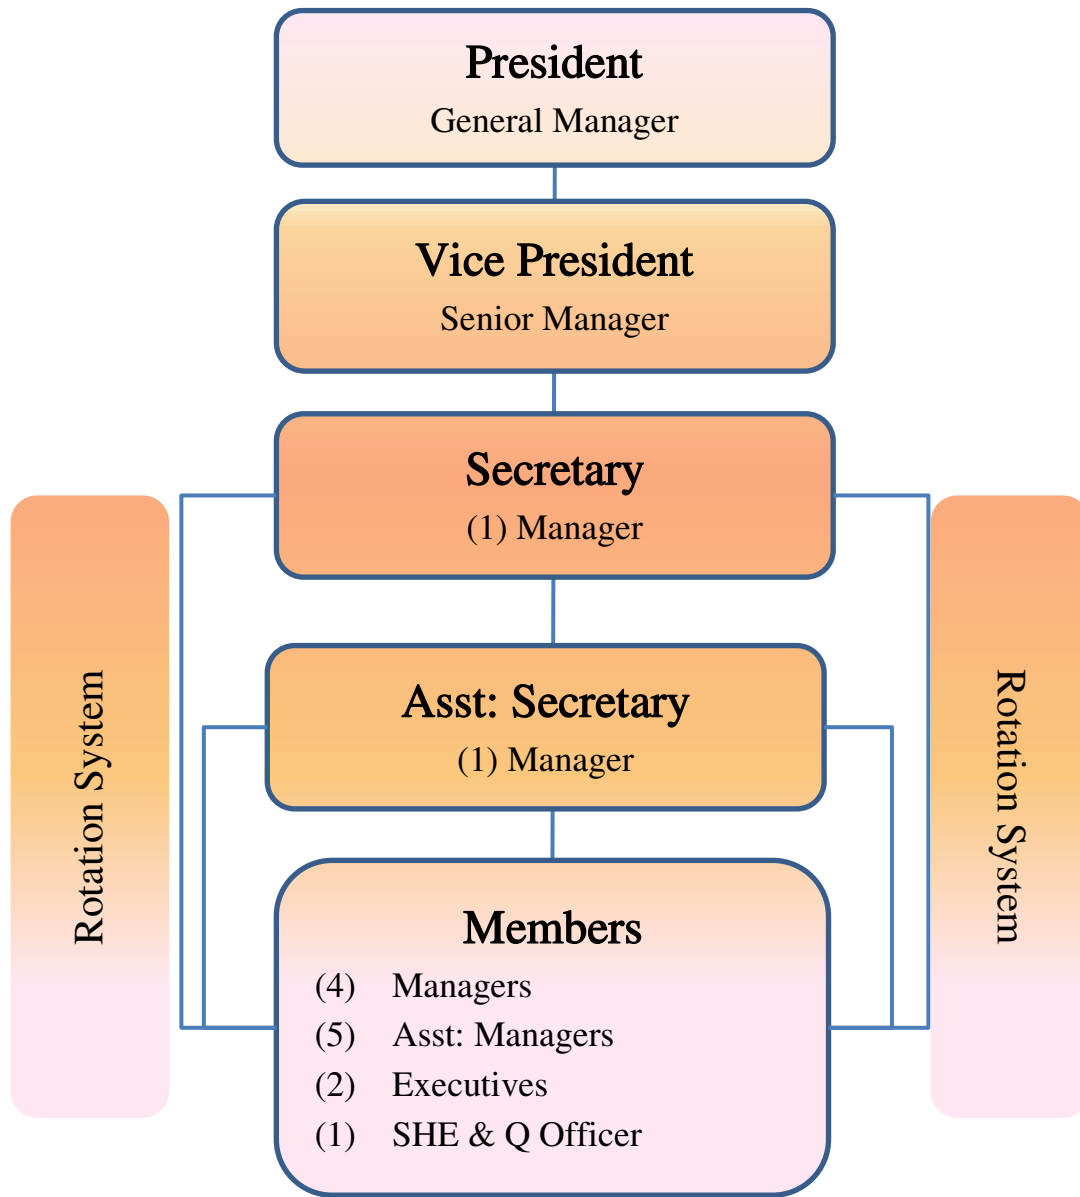 President
General Manager
Vice President
Senior Manager
Secretary
(1) Manager
Asst: Secretary
(1) Manager
Rotation System
Rotation System
Members
(4) Managers
(5) Asst: Managers
(2) Executives
(1) SHE & Q Officer